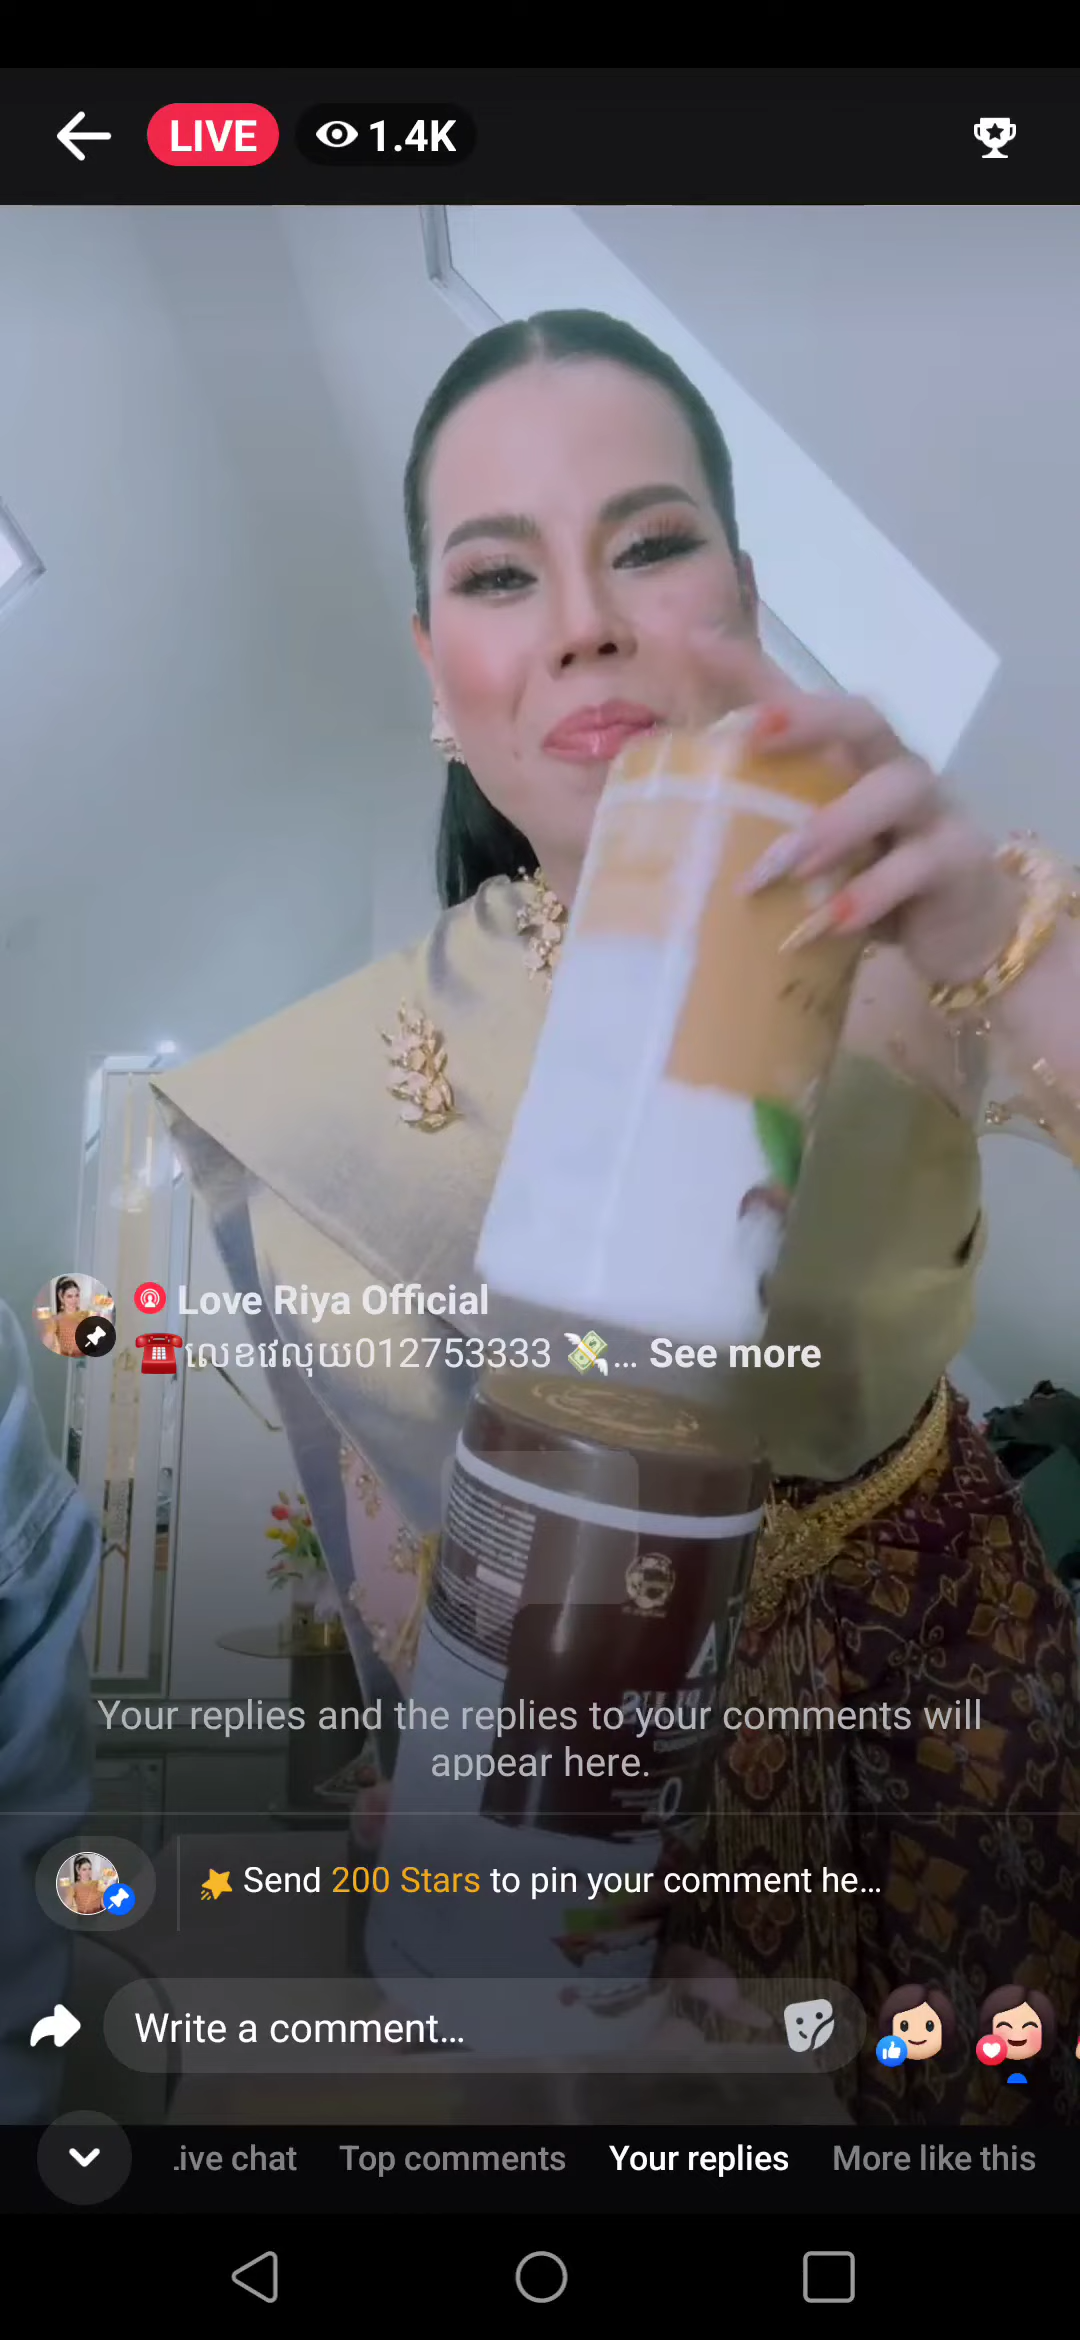 LIVE
1.4K
Love Riya Official
លេខវេលុយ012753333 💸... See more
Your replies and the replies to your comments will
appear here.
Send 200 Stars to pin your comment he...
Write a comment...
ive chat Top comments Your replies More like this